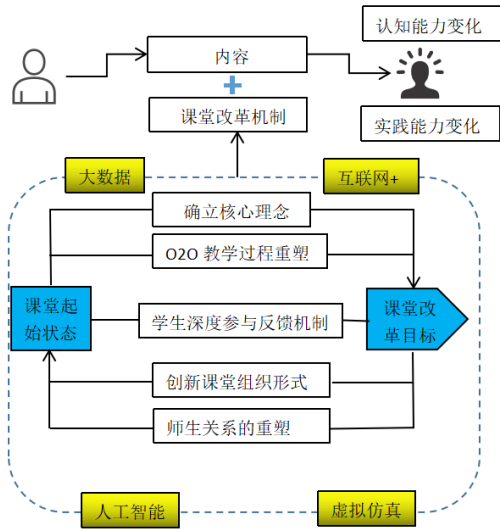 认知能力变化
内容
课堂改革机制
实践能力变化
大数据
互联网+
确立核心理念
O2O 教学过程重塑
课堂起
始状态
学生深度参与反馈机制
课堂改
革目标
创新课堂组织形式
师生关系的重塑
人工智能
虚拟仿真